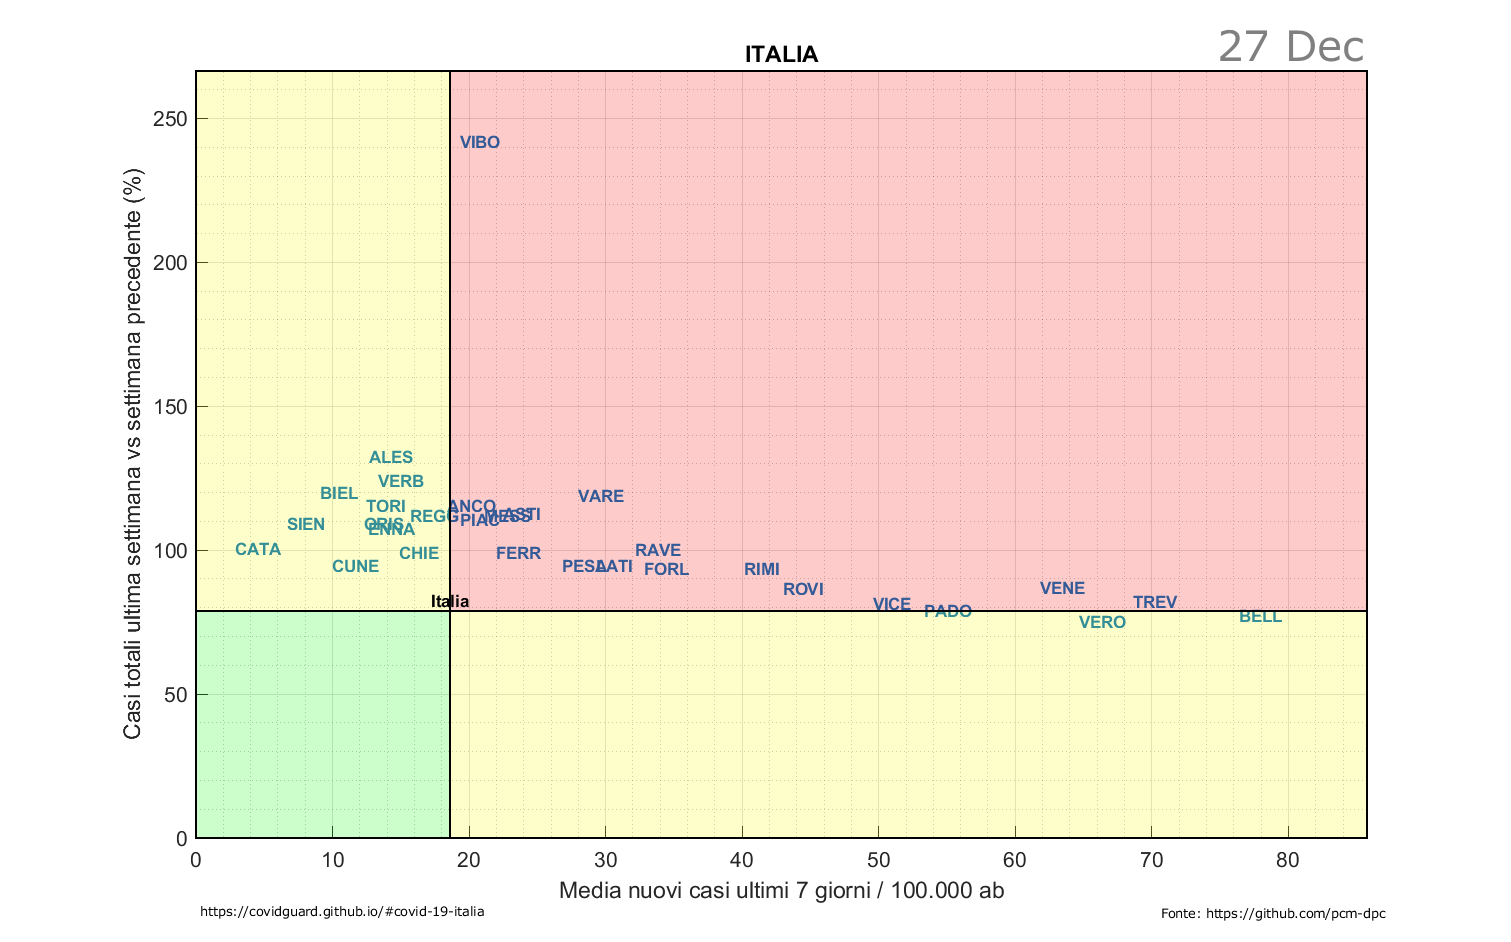 27 Dec
ITALIA
Casi totali ultima settimana vs settimana precedente (%)
250
200
150
100
50
0
VIBO
ALES
VERB
BIEL
VARE
TORI
ANCO
REGG
MESS
ASTI
PIAC
SIEN
ORIS
ENNA
CATA
CHIE
FERR
RAVE
CUNE
PESA
LATI
FORL
RIMI
ROVI
VENE
Italia
VICE
TREV
PADO
BELL
VERO
0 10 20 30 40 50 60 70 80
Media nuovi casi ultimi 7 giorni / 100.000 ab
https://covidguard.github.io/#covid-19-italia
Fonte: https://github.com/pcm-dpc